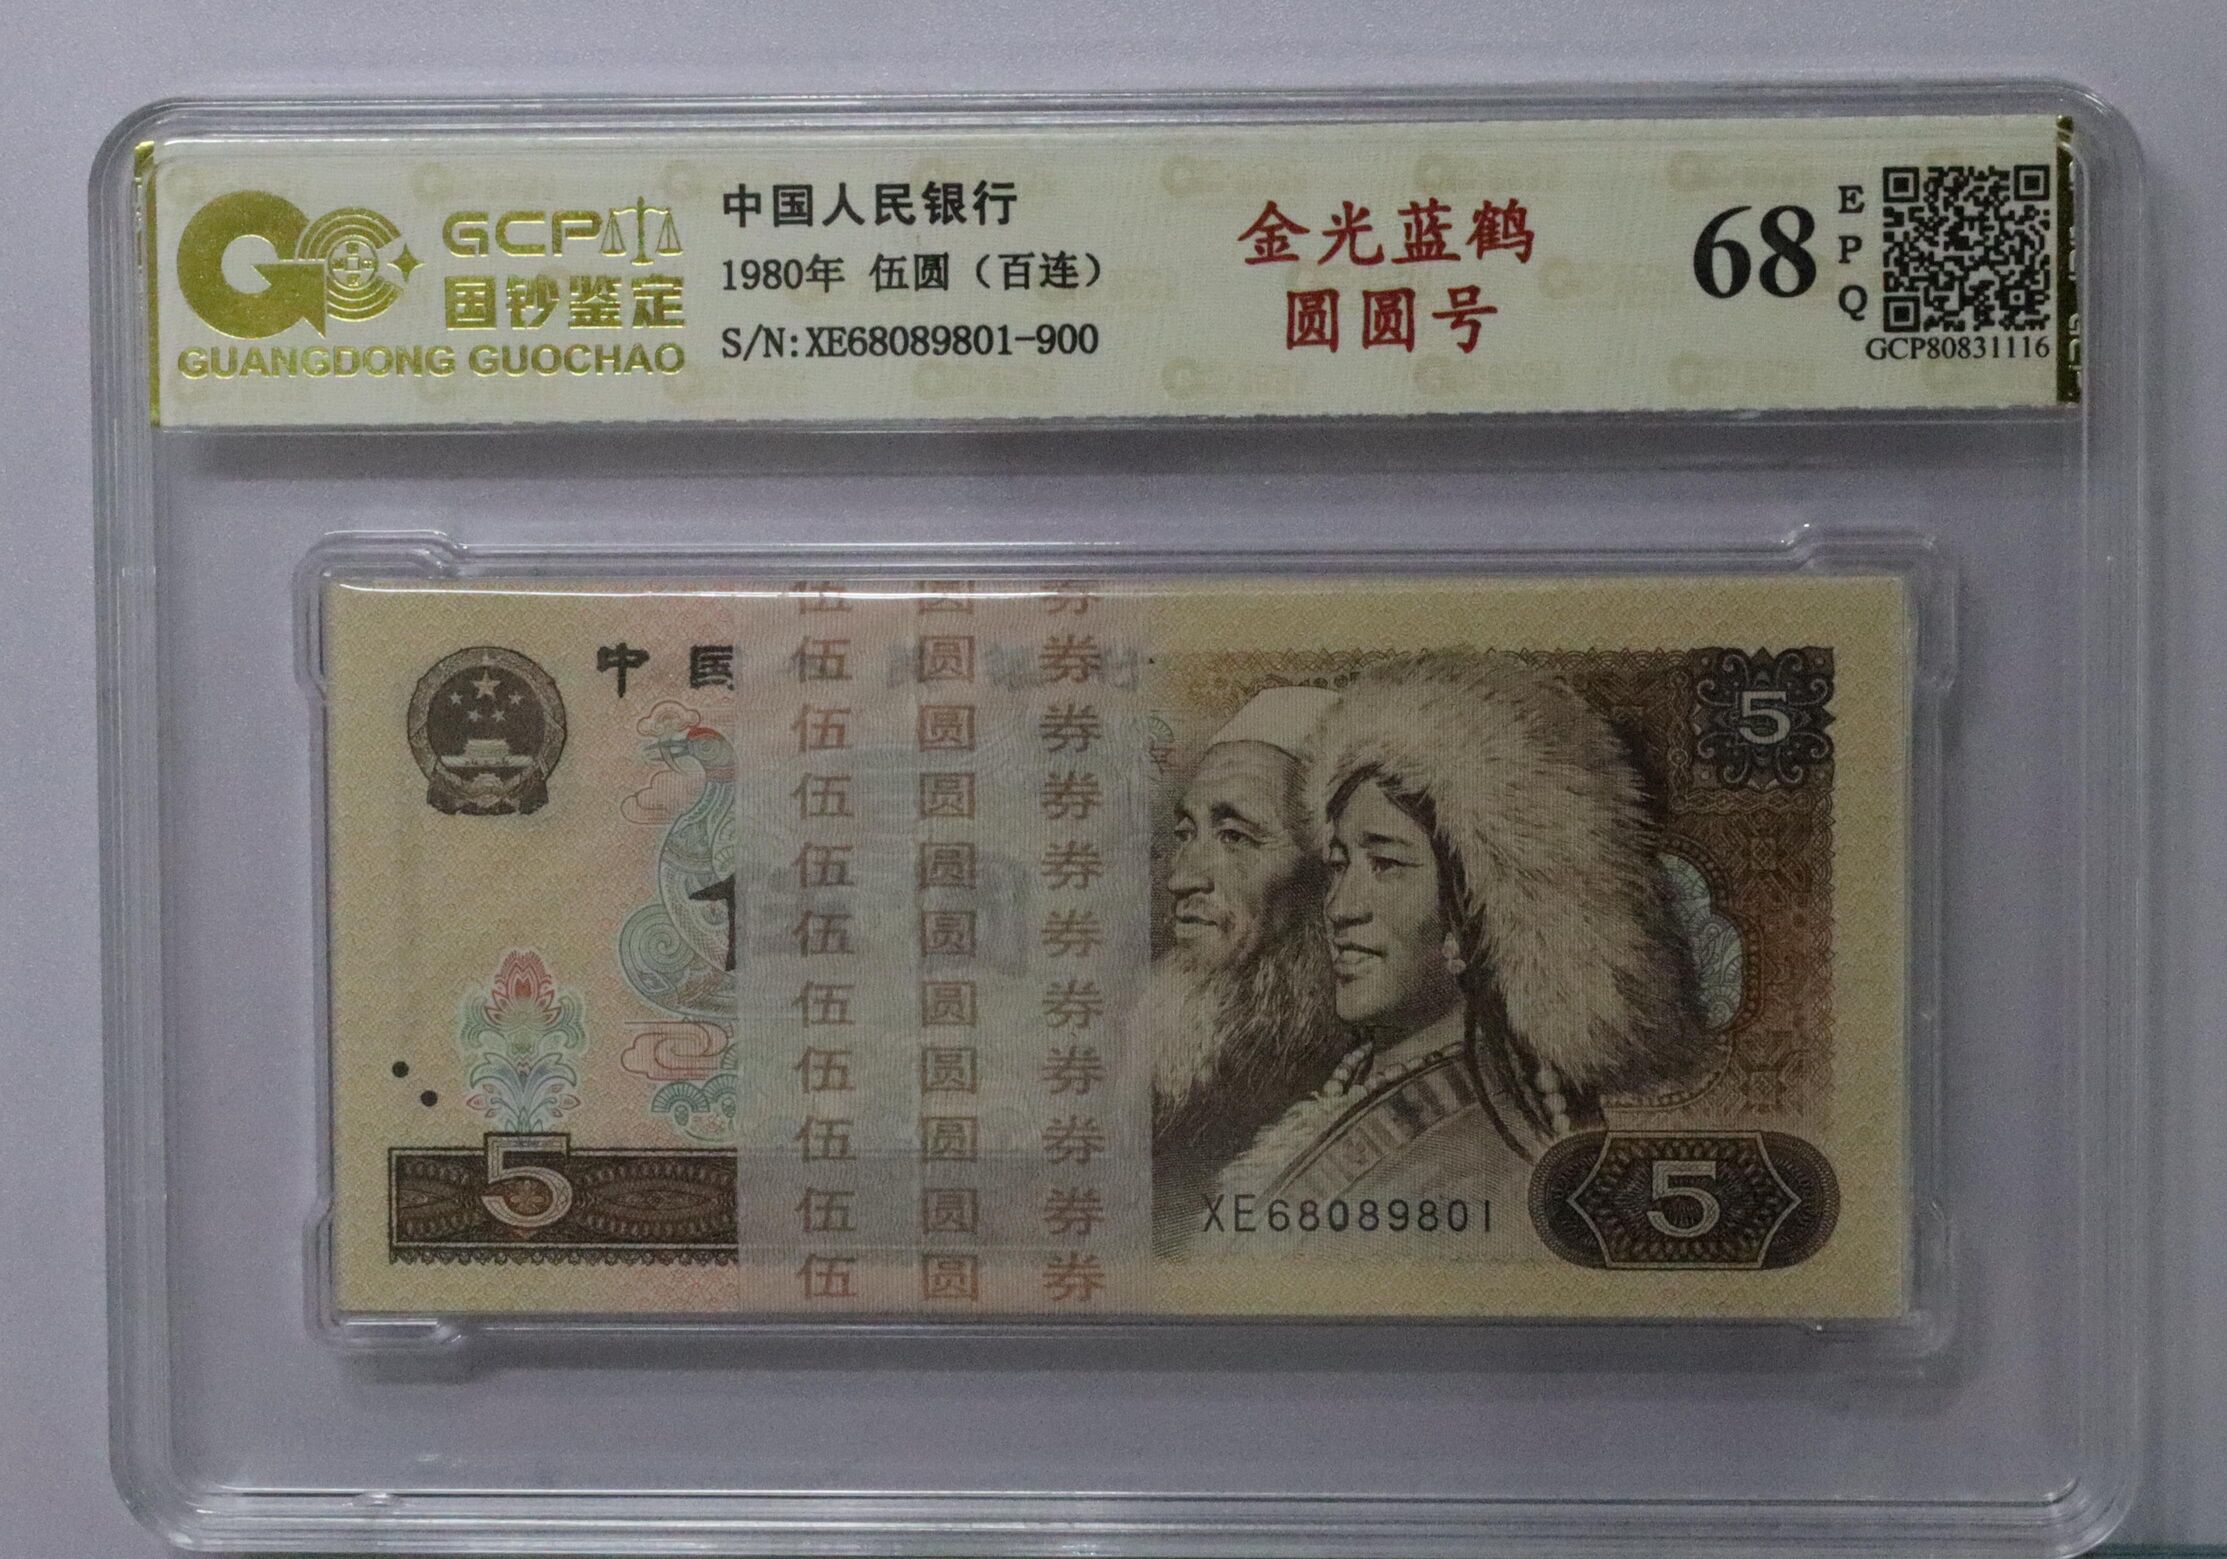 GCP
国钞鉴定
GUANGDONG GUOCHAO
中国人民银行
1980年 伍圆（百连）
S/N:XE68089801-900
金光蓝鹤
圆圆号
68
EPQ
GCP80831116
伍 圆 券
中国
伍 圆 券
伍 圆 券
伍 圆 券
伍 圆 券
伍 圆 券
伍 圆 券
伍 圆 券
伍 圆 券
伍 圆 券
伍 圆 券
5
5
XE68089801
5